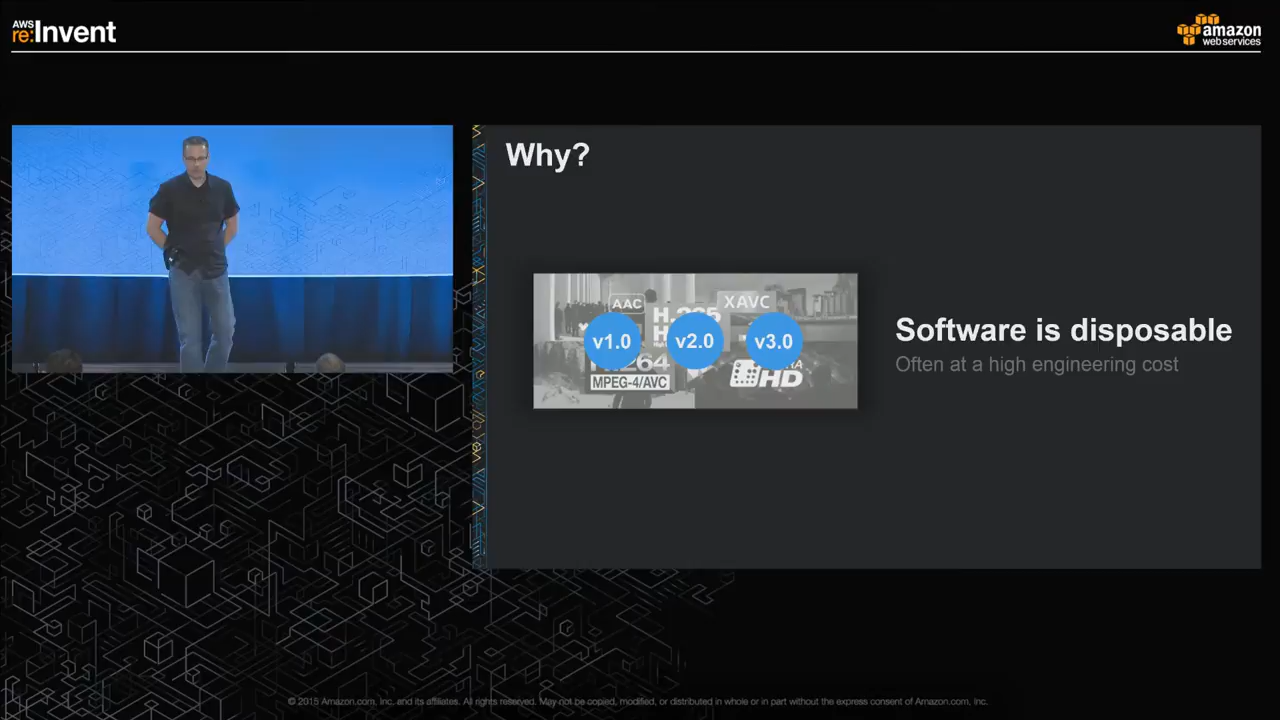 AWS
re:Invent
amazon
web services
Why?
AAC
XAVC
H.265
v1.0
v2.0
v3.0
H.264
HD
MPEG-4/AVC
Software is disposable
Often at a high engineering cost
© 2015 Amazon.com, Inc. and its affiliates. All rights reserved. May not be copied, modified, or distributed in whole or in part without the express consent of Amazon.com, Inc.